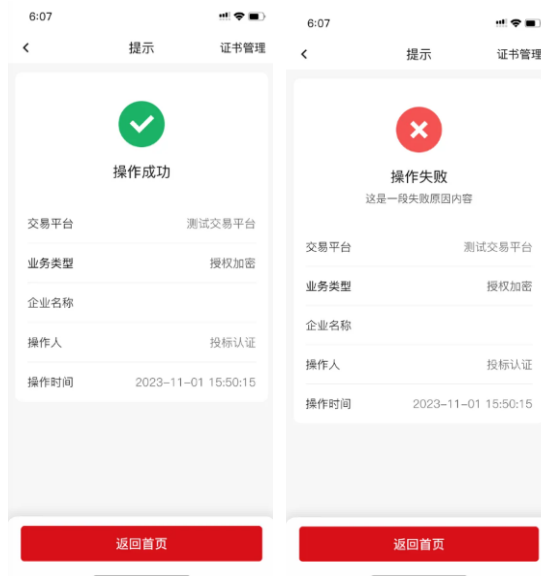 6:07
提示
证书管理
操作成功
交易平台 测试交易平台
业务类型 授权加密
企业名称
操作人 投标认证
操作时间 2023-11-01 15:50:15
返回首页
6:07
提示
证书管理
操作失败
这是一段失败原因内容
交易平台 测试交易平台
业务类型 授权加密
企业名称
操作人 投标认证
操作时间 2023-11-01 15:50:15
返回首页